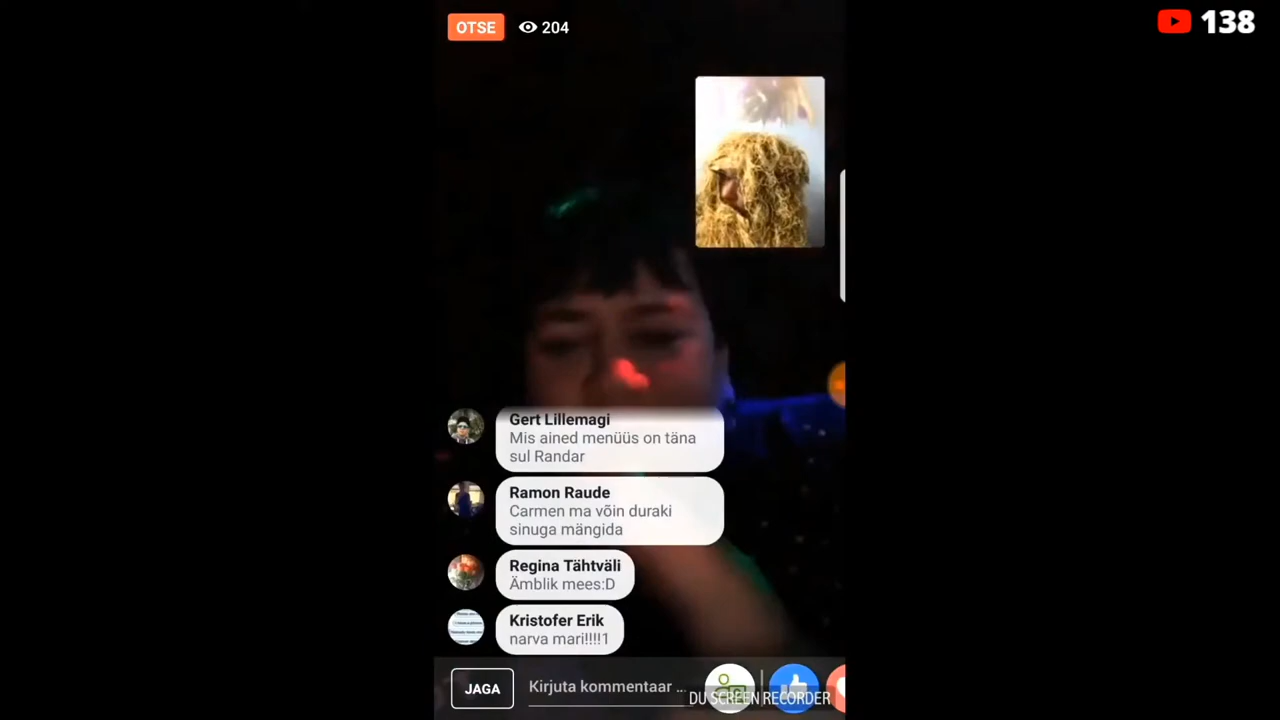 OTSE 204
138
Gert Lillemagi
Mis ained menüüs on täna
sul Randar
Ramon Raude
Carmen ma võin duraki
sinuga mängida
Regina Tähtväli
Ämblik mees:D
Kristofer Erik
narva mari!!!!1
JAGA
Kirjuta kommentaar ...
DU SCREEN RECORDER